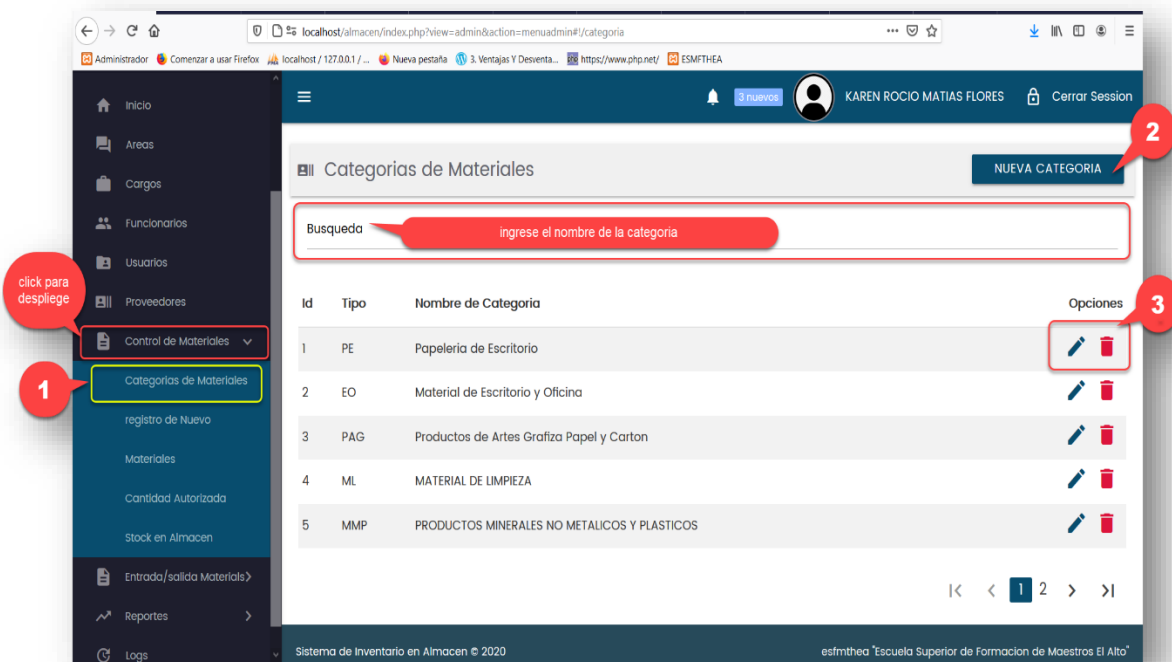 localhost/almacen/index.php?view=admin&action=menuadmin#!/categoria
Administrador Comenzar a usar Firefox localhost / 127.0.0.1 / ... Nueva pestaña 3. Ventajas Y Desventa... https://www.php.net/ ESMFTHEA
3 nuevos KAREN ROCIO MATIAS FLORES Cerrar Session
Inicio
Areas
Cargos
Funcionarios
Usuarios
Proveedores
click para
despliege
Control de Materiales
1
Categorias de Materiales
registro de Nuevo
Materiales
Cantidad Autorizada
Stock en Almacen
Entrada/salida Materials
Reportes
Logs
Categorias de Materiales
NUEVA CATEGORIA
2
Busqueda
ingrese el nombre de la categoria
Id Tipo Nombre de Categoria Opciones
3
1 PE Papeleria de Escritorio
2 EO Material de Escritorio y Oficina
3 PAG Productos de Artes Grafiza Papel y Carton
4 ML MATERIAL DE LIMPIEZA
5 MMP PRODUCTOS MINERALES NO METALICOS Y PLASTICOS
1 2
Sistema de Inventario en Almacen © 2020 esfmthea "Escuela Superior de Formacion de Maestros El Alto"